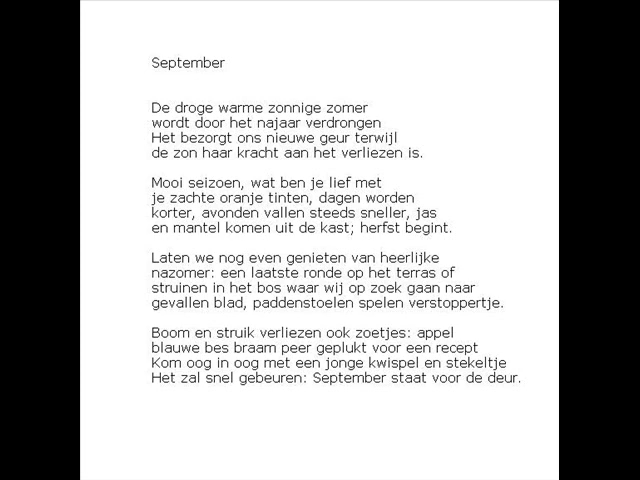 September
De droge warme zonnige zomer
wordt door het najaar verdrongen
Het bezorgt ons nieuwe geur terwijl
de zon haar kracht aan het verliezen is.
Mooi seizoen, wat ben je lief met
je zachte oranje tinten, dagen worden
korter, avonden vallen steeds sneller, jas
en mantel komen uit de kast; herfst begint.
Laten we nog even genieten van heerlijke
nazomer: een laatste ronde op het terras of
struinen in het bos waar wij op zoek gaan naar
gevallen blad, paddenstoelen spelen verstoppertje.
Boom en struik verliezen ook zoetjes: appel
blauwe bes braam peer geplukt voor een recept
Kom oog in oog met een jonge kwispel en stekeltje
Het zal snel gebeuren: September staat voor de deur.